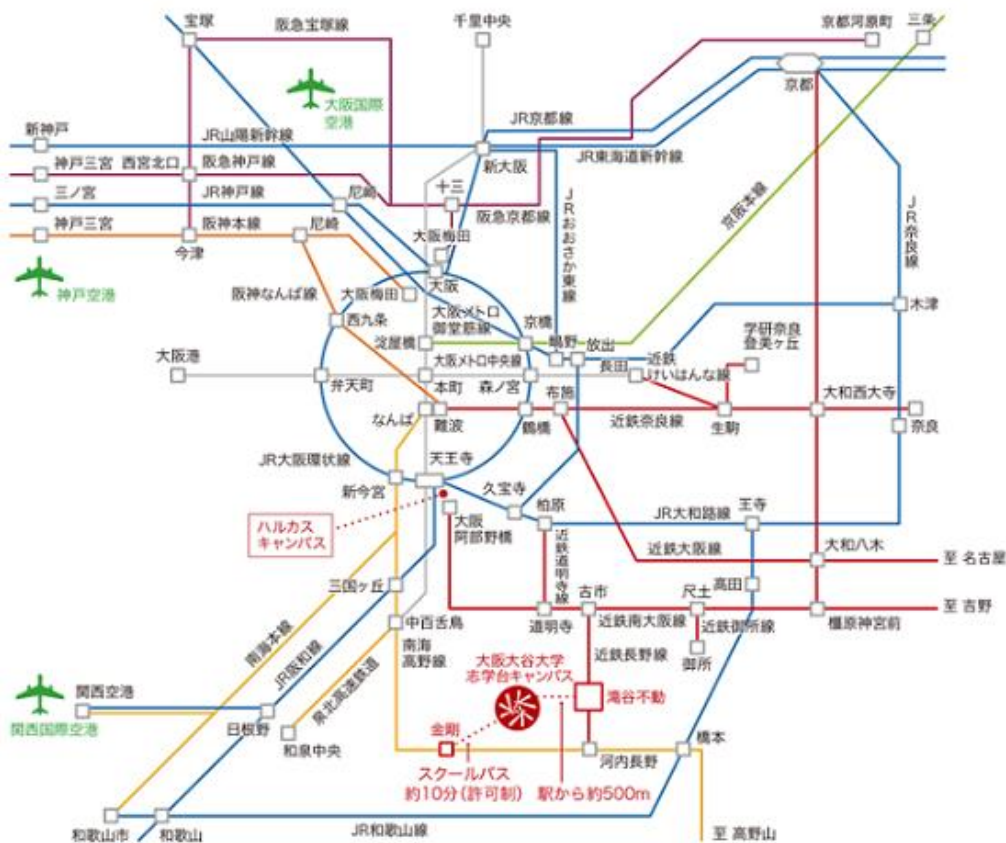 宝塚
阪急宝塚線
千里中央
京都河原町
三条
大阪国際
空港
京都
新神戸
JR山陽新幹線
JR京都線
JR東海道新幹線
新大阪
神戸三宮
西宮北口
阪急神戸線
三ノ宮
JR神戸線
尼崎
十三
阪急京都線
JRおおさか東線
京阪本線
JR奈良線
神戸三宮
阪神本線
尼崎
今津
大阪梅田
大阪
神戸空港
阪神なんば線
大阪梅田
大阪メトロ
御堂筋線
西九条
淀屋橋
京橋
鴫野
放出
木津
学研奈良
登美ヶ丘
大阪港
大阪メトロ中央線
長田
近鉄
けいはんな線
弁天町
本町
森ノ宮
布施
大和西大寺
なんば
難波
鶴橋
近鉄奈良線
生駒
奈良
JR大阪環状線
天王寺
新今宮
久宝寺
柏原
王寺
JR大和路線
ハルカス
キャンパス
大阪
阿部野橋
近鉄道明寺線
近鉄大阪線
大和八木
至 名古屋
三国ヶ丘
高田
古市
尺土
至 吉野
中百舌鳥
道明寺
近鉄南大阪線
近鉄御所線
橿原神宮前
南海本線
JR阪和線
南海
高野線
近鉄長野線
御所
大阪大谷大学
志学台キャンパス
泉北高速鉄道
滝谷不動
関西空港
関西国際空港
日根野
和泉中央
金剛
河内長野
橋本
スクールバス
約10分(許可制)
駅から約500m
和歌山市
和歌山
JR和歌山線
至 高野山